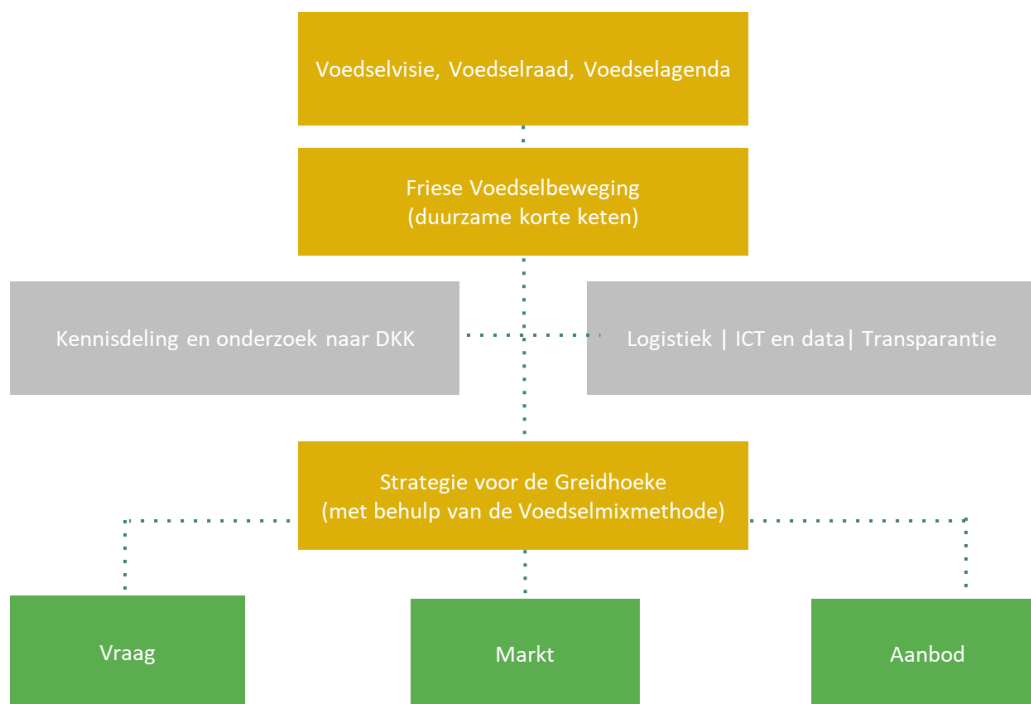 Voedselvisie, Voedselraad, Voedselagenda
Friese Voedselbeweging
(duurzame korte keten)
Kennisdeling en onderzoek naar DKK
Logistiek | ICT en data| Transparantie
Strategie voor de Greidhoeke
(met behulp van de Voedselmixmethode)
Vraag
Markt
Aanbod